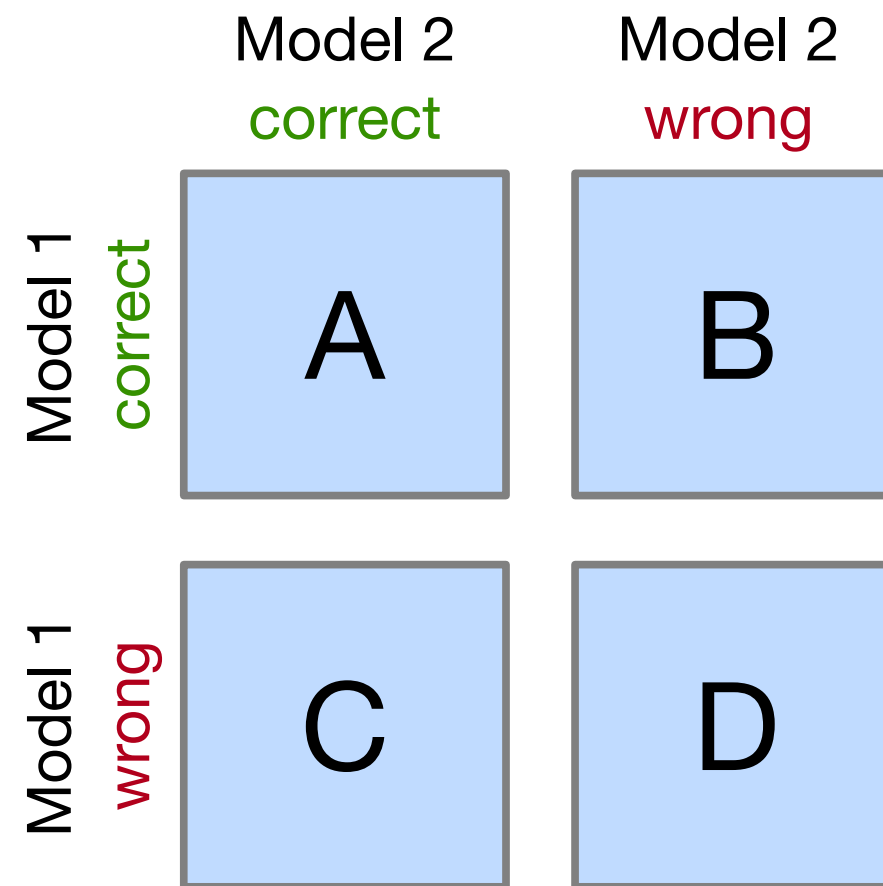 Model 2 Model 2
correct wrong
Model 1
correct
A B
Model 1
wrong
C D